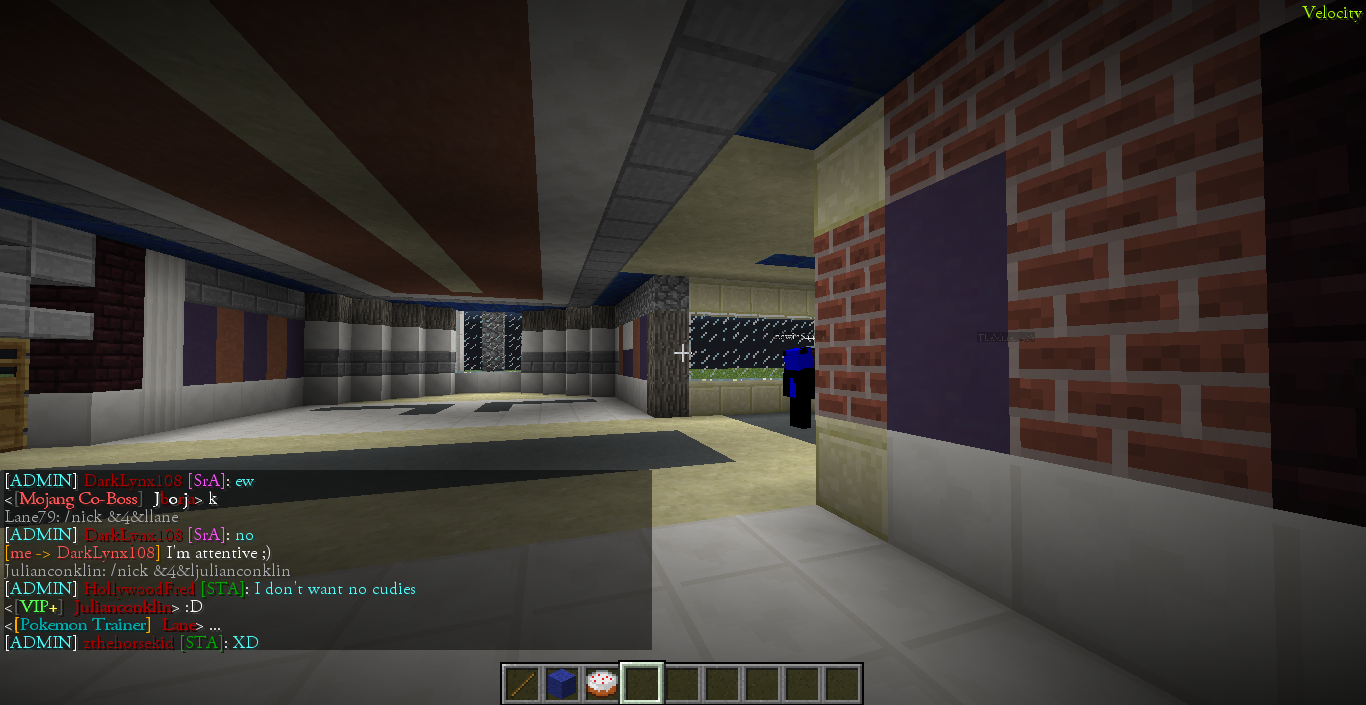 Velocity
[ADMIN] DarkLynx108 [SrA]: ew
<[Mojang Co-Boss] J b o r j n> k
Lane79: /nick &4&llane
[ADMIN] DarkLynx108 [SrA]: no
[me -> DarkLynx108] I'm attentive ;)
Julianconklin: /nick &4&ljulianconklin
[ADMIN] HollywoodFred [STA]: I don't want no cudies
<[VIP+] Julianconklin> :D
<[Pokemon Trainer] Lane> ...
[ADMIN] zthehorsekid [STA]: XD